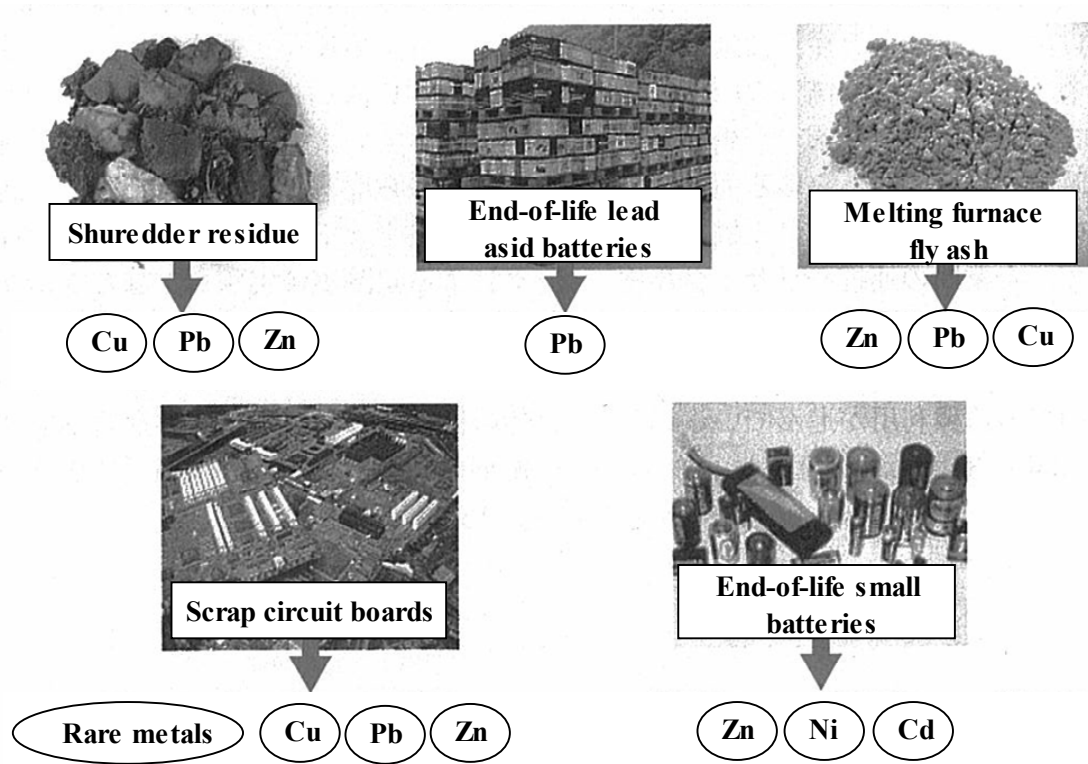 Shuredder residue
End-of-life lead
asid batteries
Melting furnace
fly ash
Cu Pb Zn
Pb
Zn Pb Cu
Scrap circuit boards
End-of-life small
batteries
Rare metals Cu Pb Zn
Zn Ni Cd